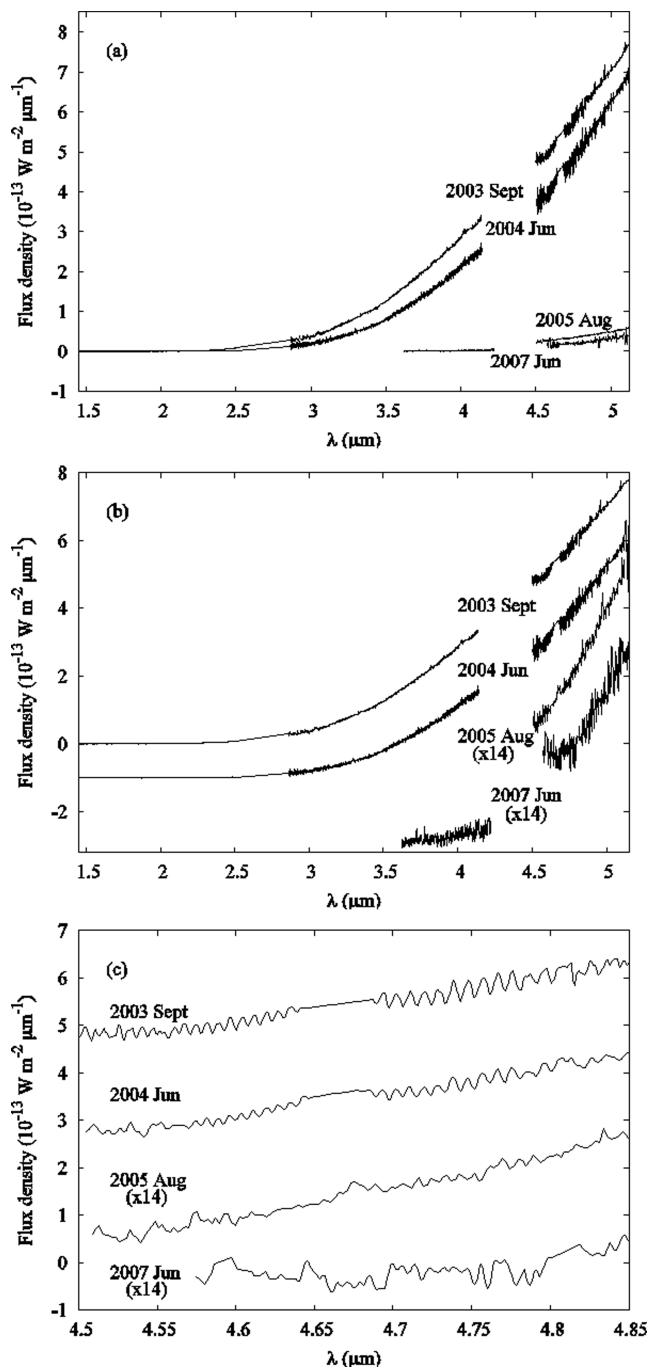 (a)
Flux density (10⁻¹³ W m⁻² μm⁻¹)
8
7
6
5
4
3
2
1
0
-1
2003 Sept
2004 Jun
2005 Aug
2007 Jun
1.5 2 2.5 3 3.5 4 4.5 5
λ (μm)
(b)
Flux density (10⁻¹³ W m⁻² μm⁻¹)
8
6
4
2
0
-2
2003 Sept
2004 Jun
2005 Aug
(x14)
2007 Jun
(x14)
1.5 2 2.5 3 3.5 4 4.5 5
λ (μm)
(c)
Flux density (10⁻¹³ W m⁻² μm⁻¹)
7
6
5
4
3
2
1
0
-1
2003 Sept
2004 Jun
2005 Aug
(x14)
2007 Jun
(x14)
4.5 4.55 4.6 4.65 4.7 4.75 4.8 4.85
λ (μm)